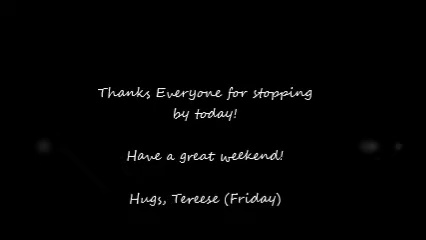 Thanks Everyone for stopping
by today!
Have a great weekend!
Hugs, Tereese (Friday)